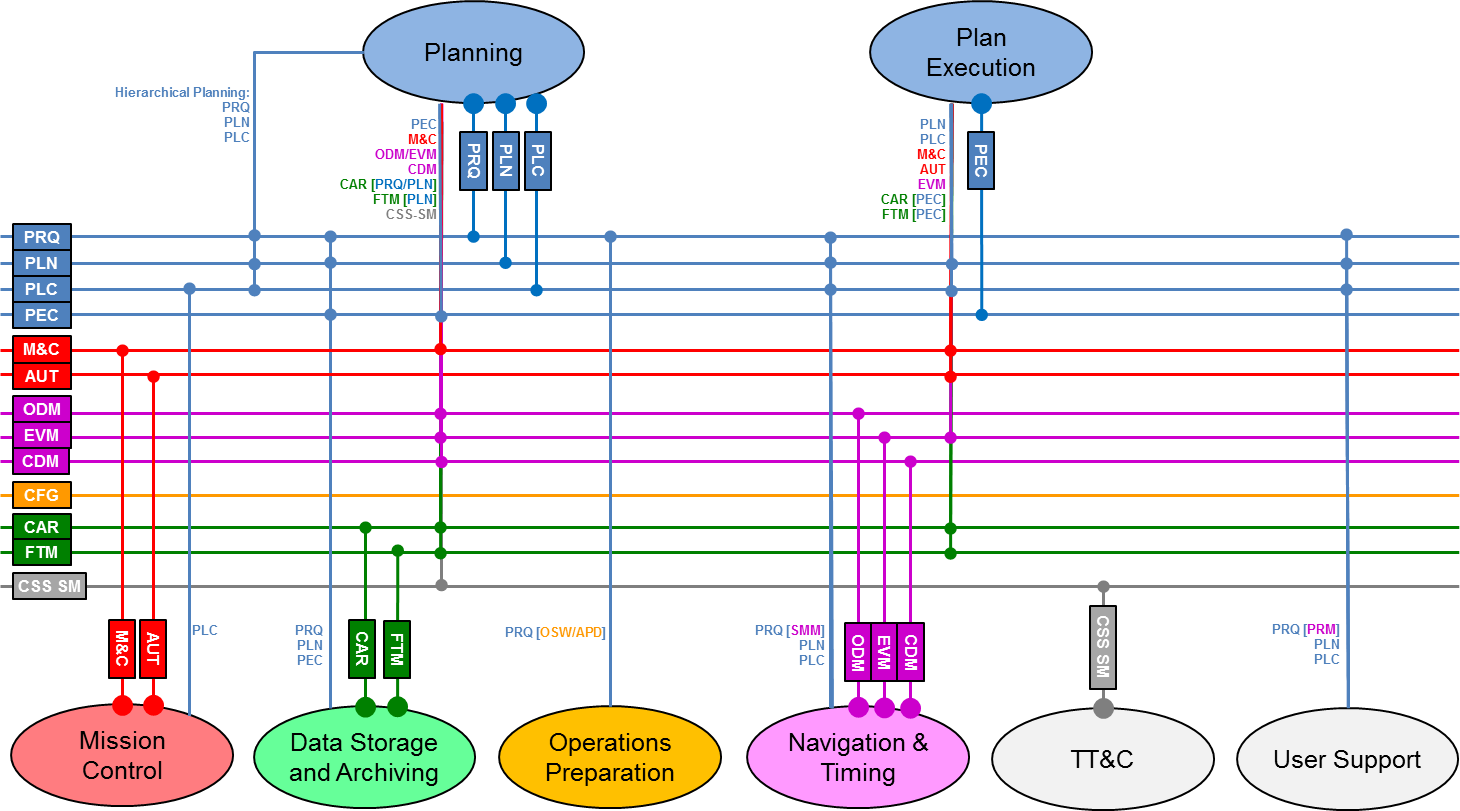 Planning
Plan
Execution
Hierarchical Planning:
PRQ
PLN
PLC
PEC
M&C
ODM/EVM
CDM
CAR [PRQ/PLN]
FTM [PLN]
CSS-SM
PRQ
PLN
PLC
PLN
PLC
M&C
AUT
EVM
CAR [PEC]
FTM [PEC]
PEC
PRQ
PLN
PLC
PEC
M&C
AUT
ODM
EVM
CDM
CFG
CAR
FTM
CSS SM
M&C
AUT
PLC
PRQ
PLN
PEC
CAR
FTM
PRQ [OSW/APD]
PRQ [SMM]
PLN
PLC
ODM
EVM
CDM
CSS SM
PRQ [PRM]
PLN
PLC
Mission
Control
Data Storage
and Archiving
Operations
Preparation
Navigation &
Timing
TT&C
User Support